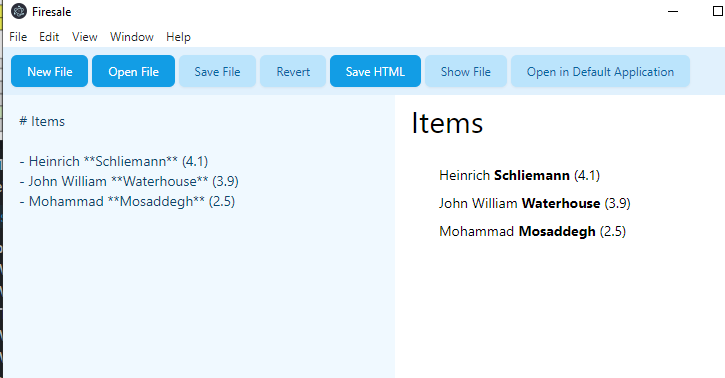 Firesale
File Edit View Window Help
New File Open File Save File Revert Save HTML Show File Open in Default Application
# Items
- Heinrich **Schliemann** (4.1)
- John William **Waterhouse** (3.9)
- Mohammad **Mosaddegh** (2.5)
Items
Heinrich Schliemann (4.1)
John William Waterhouse (3.9)
Mohammad Mosaddegh (2.5)